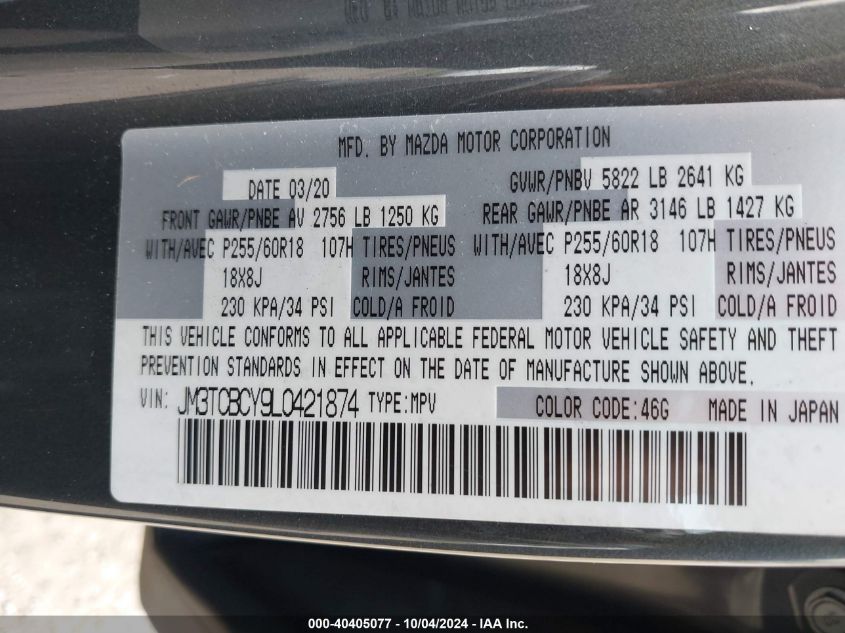 MFD. BY MAZDA MOTOR CORPORATION
DATE 03/20 GVWR/PNBV 5822 LB 2641 KG
FRONT GAWR/PNBE AV 2756 LB 1250 KG REAR GAWR/PNBE AR 3146 LB 1427 KG
WITH/AVEC P255/60R18 107H TIRES/PNEUS WITH/AVEC P255/60R18 107H TIRES/PNEUS
18X8J RIMS/JANTES 18X8J RIMS/JANTES
230 KPA/34 PSI COLD/A FROID 230 KPA/34 PSI COLD/A FROID
THIS VEHICLE CONFORMS TO ALL APPLICABLE FEDERAL MOTOR VEHICLE SAFETY AND THEFT
PREVENTION STANDARDS IN EFFECT ON THE DATE OF MANUFACTURE SHOWN ABOVE.
VIN: JM3TCBCY9L0421874 TYPE:MPV COLOR CODE:46G MADE IN JAPAN
000-40405077 - 10/04/2024 - IAA Inc.